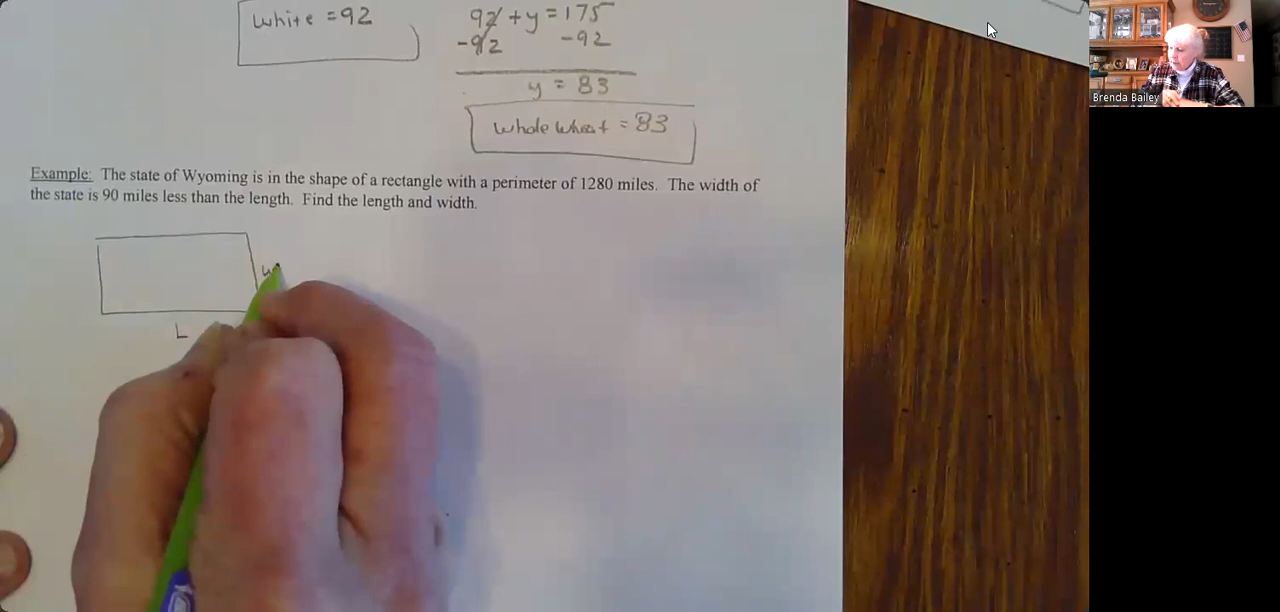 white = 92
92 + y = 175
-92 -92
y = 83
whole wheat = 83
Example: The state of Wyoming is in the shape of a rectangle with a perimeter of 1280 miles. The width of
the state is 90 miles less than the length. Find the length and width.
w
L
Brenda Bailey